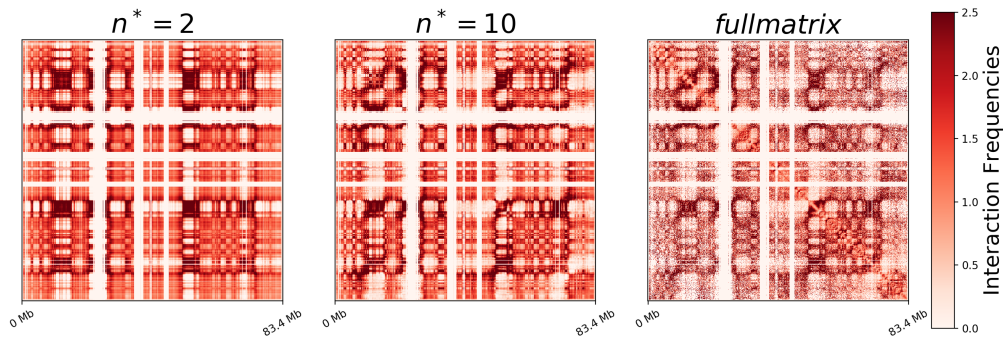 n* = 2
n* = 10
fullmatrix
2.5
2.0
1.5
1.0
0.5
0.0
Interaction Frequencies
0 Mb
83.4 Mb
0 Mb
83.4 Mb
0 Mb
83.4 Mb